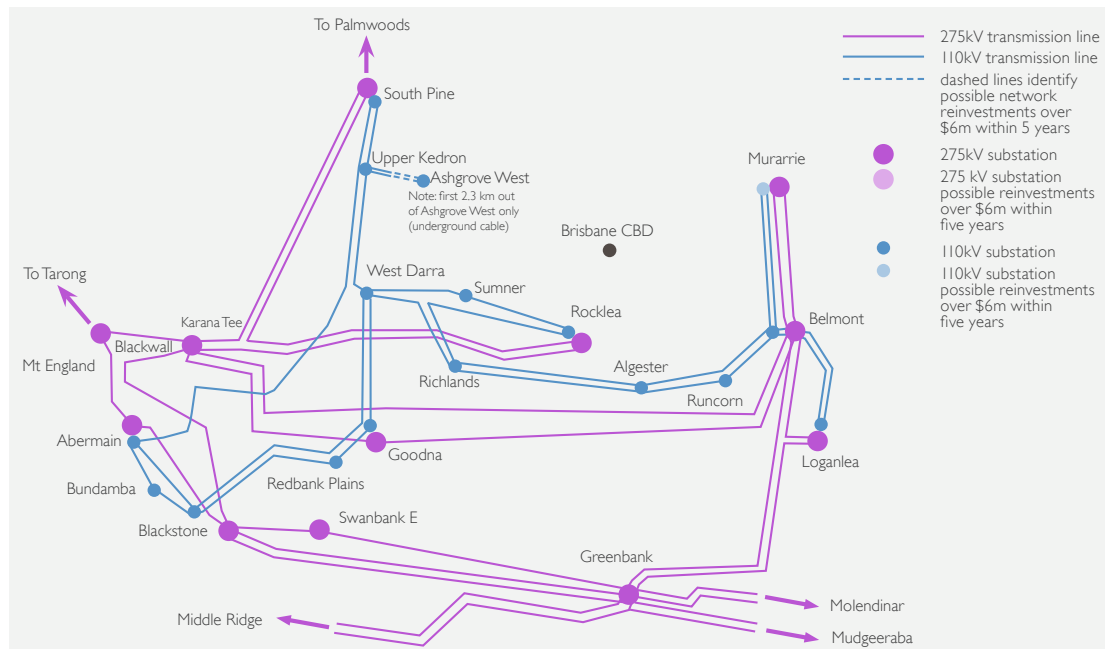 To Palmwoods
South Pine
Upper Kedron
Ashgrove West
Note: first 2.3 km out
of Ashgrove West only
(underground cable)
Murarrie
Brisbane CBD
To Tarong
West Darra
Sumner
Rocklea
Karana Tee
Blackwall
Mt England
Belmont
Richlands
Algester
Runcorn
Abermain
Goodna
Loganlea
Bundamba
Redbank Plains
Blackstone
Swanbank E
Greenbank
Middle Ridge
Molendinar
Mudgeeraba
275kV transmission line
110kV transmission line
dashed lines identify
possible network
reinvestments over
$6m within 5 years
275kV substation
275 kV substation
possible reinvestments
over $6m within
five years
110kV substation
110kV substation
possible reinvestments
over $6m within
five years